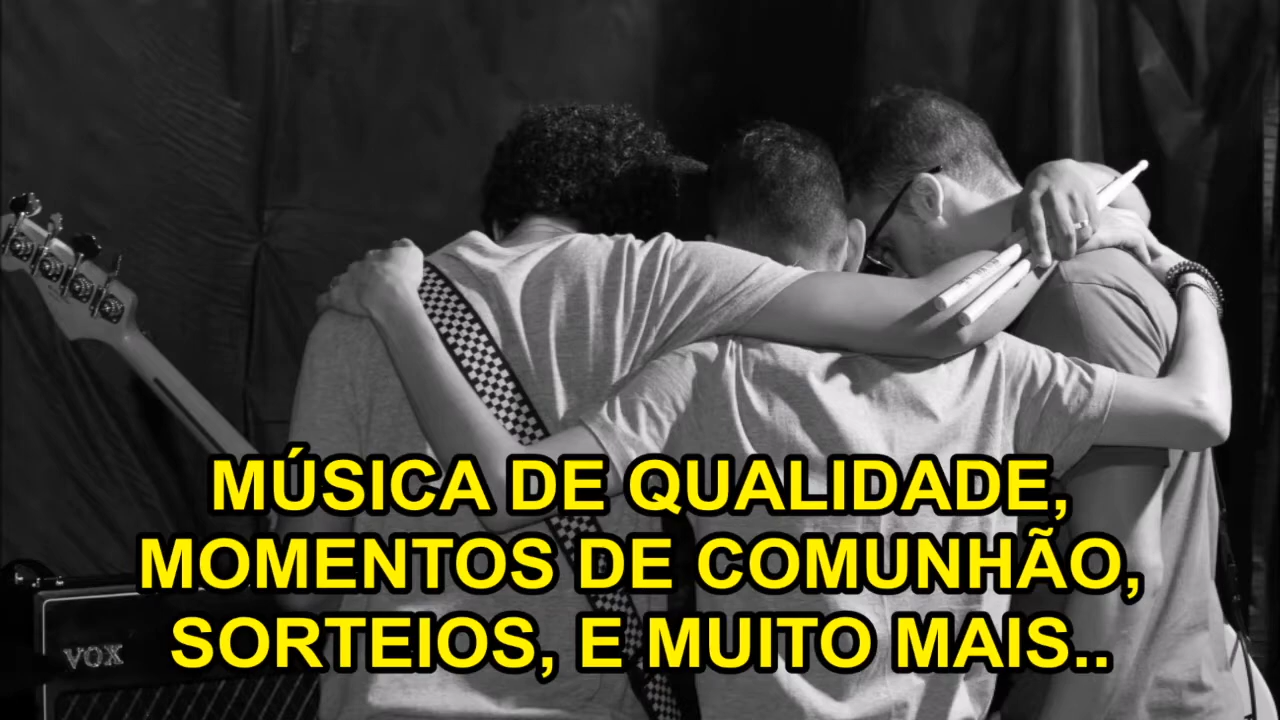 MÚSICA DE QUALIDADE,
MOMENTOS DE COMUNHÃO,
SORTEIOS, E MUITO MAIS..
VOX